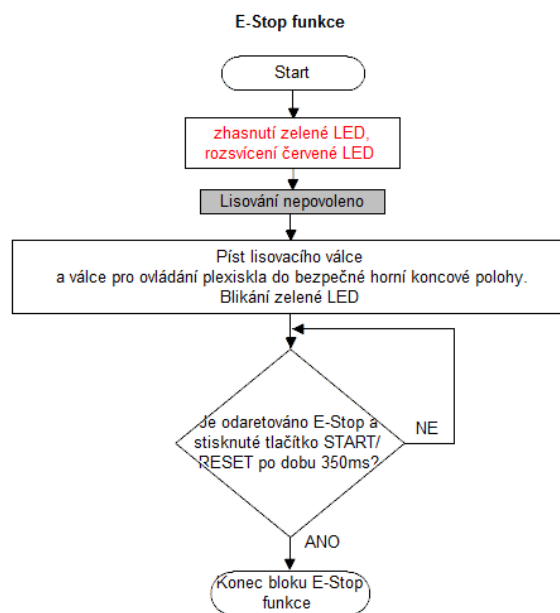 E-Stop funkce
Start
zhasnutí zelené LED,
rozsvícení červené LED
Lisování nepovoleno
Píst lisovacího válce
a válce pro ovládání plexiskla do bezpečné horní koncové polohy.
Blikání zelené LED
Je odaretováno E-Stop a
stisknuté tlačítko START/
RESET po dobu 350ms?
NE
ANO
Konec bloku E-Stop
funkce